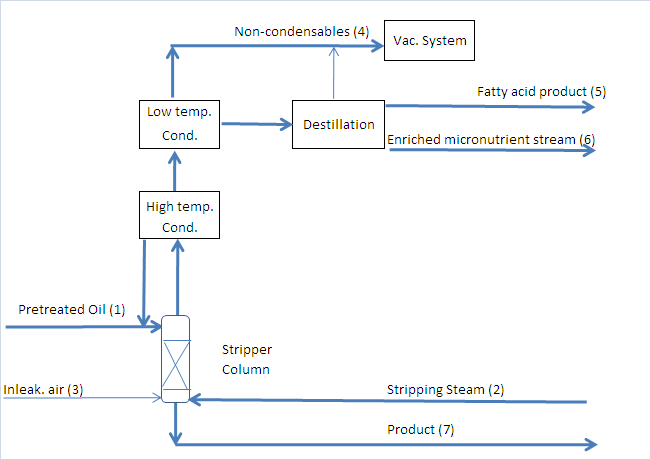 Non-condensables (4)
Vac. System
Fatty acid product (5)
Low temp.
Cond.
Destillation
Enriched micronutrient stream (6)
High temp.
Cond.
Pretreated Oil (1)
Stripper
Column
Inleak. air (3)
Stripping Steam (2)
Product (7)